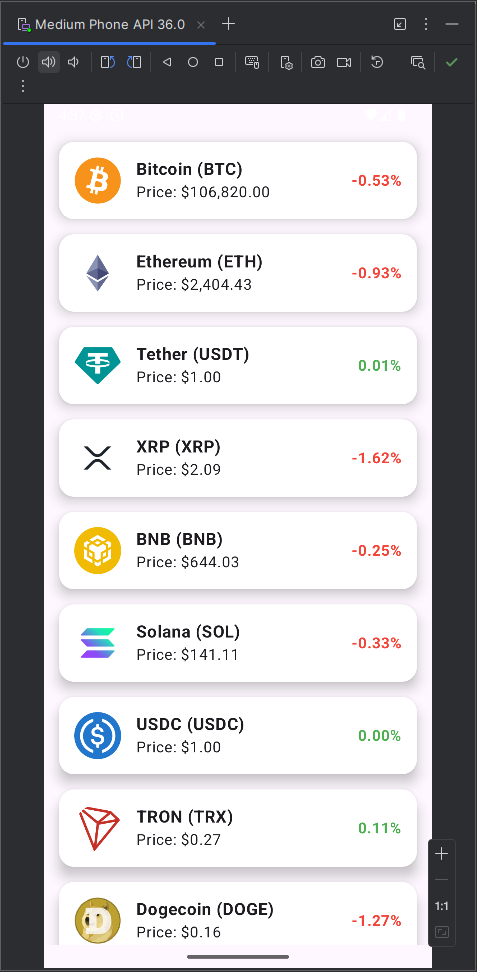 Medium Phone API 36.0
Bitcoin (BTC)
Price: $106,820.00
-0.53%
Ethereum (ETH)
Price: $2,404.43
-0.93%
Tether (USDT)
Price: $1.00
0.01%
XRP (XRP)
Price: $2.09
-1.62%
BNB (BNB)
Price: $644.03
-0.25%
Solana (SOL)
Price: $141.11
-0.33%
USDC (USDC)
Price: $1.00
0.00%
TRON (TRX)
Price: $0.27
0.11%
Dogecoin (DOGE)
Price: $0.16
-1.27%
1:1